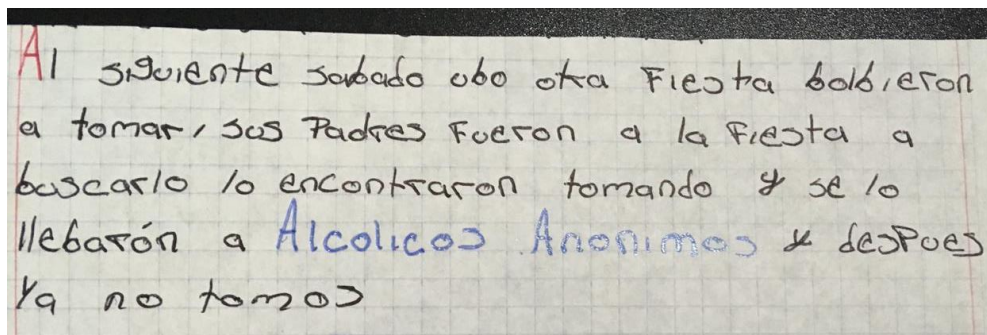 Al siguiente sabado ubo otra Fiesta bolbieron
a tomar, sus Padres Fueron a la Fiesta a
buscarlo lo encontraron tomando y se lo
llebarón a Alcolicos Anonimos y desPues
Ya no tomos